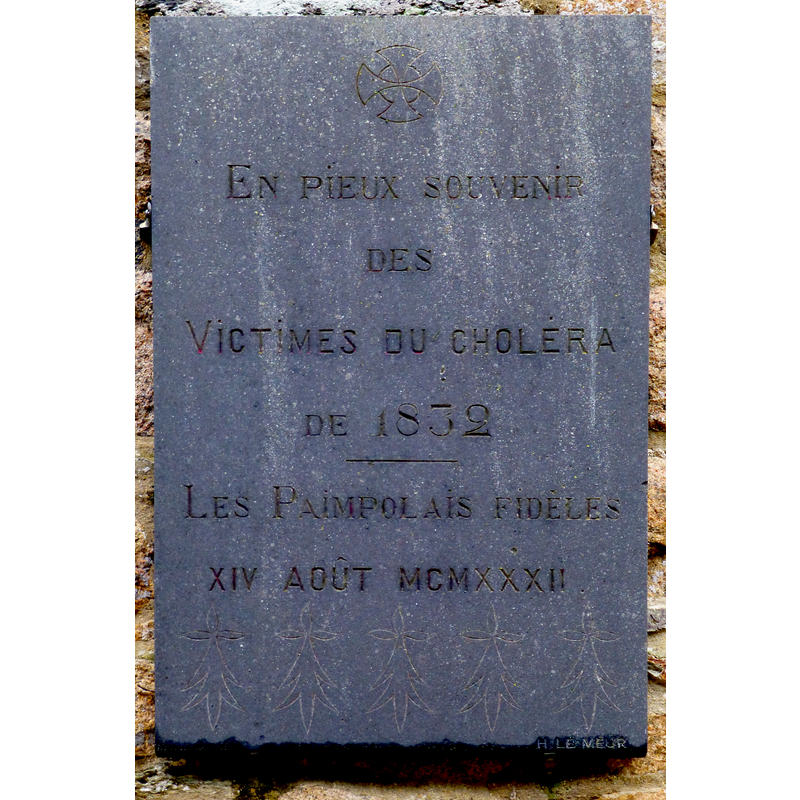 En pieux souvenir
des
Victimes du choléra
de 1832
Les Paimpolais fidèles
XIV AOÛT MCMXXXII.
H. LE MEUR